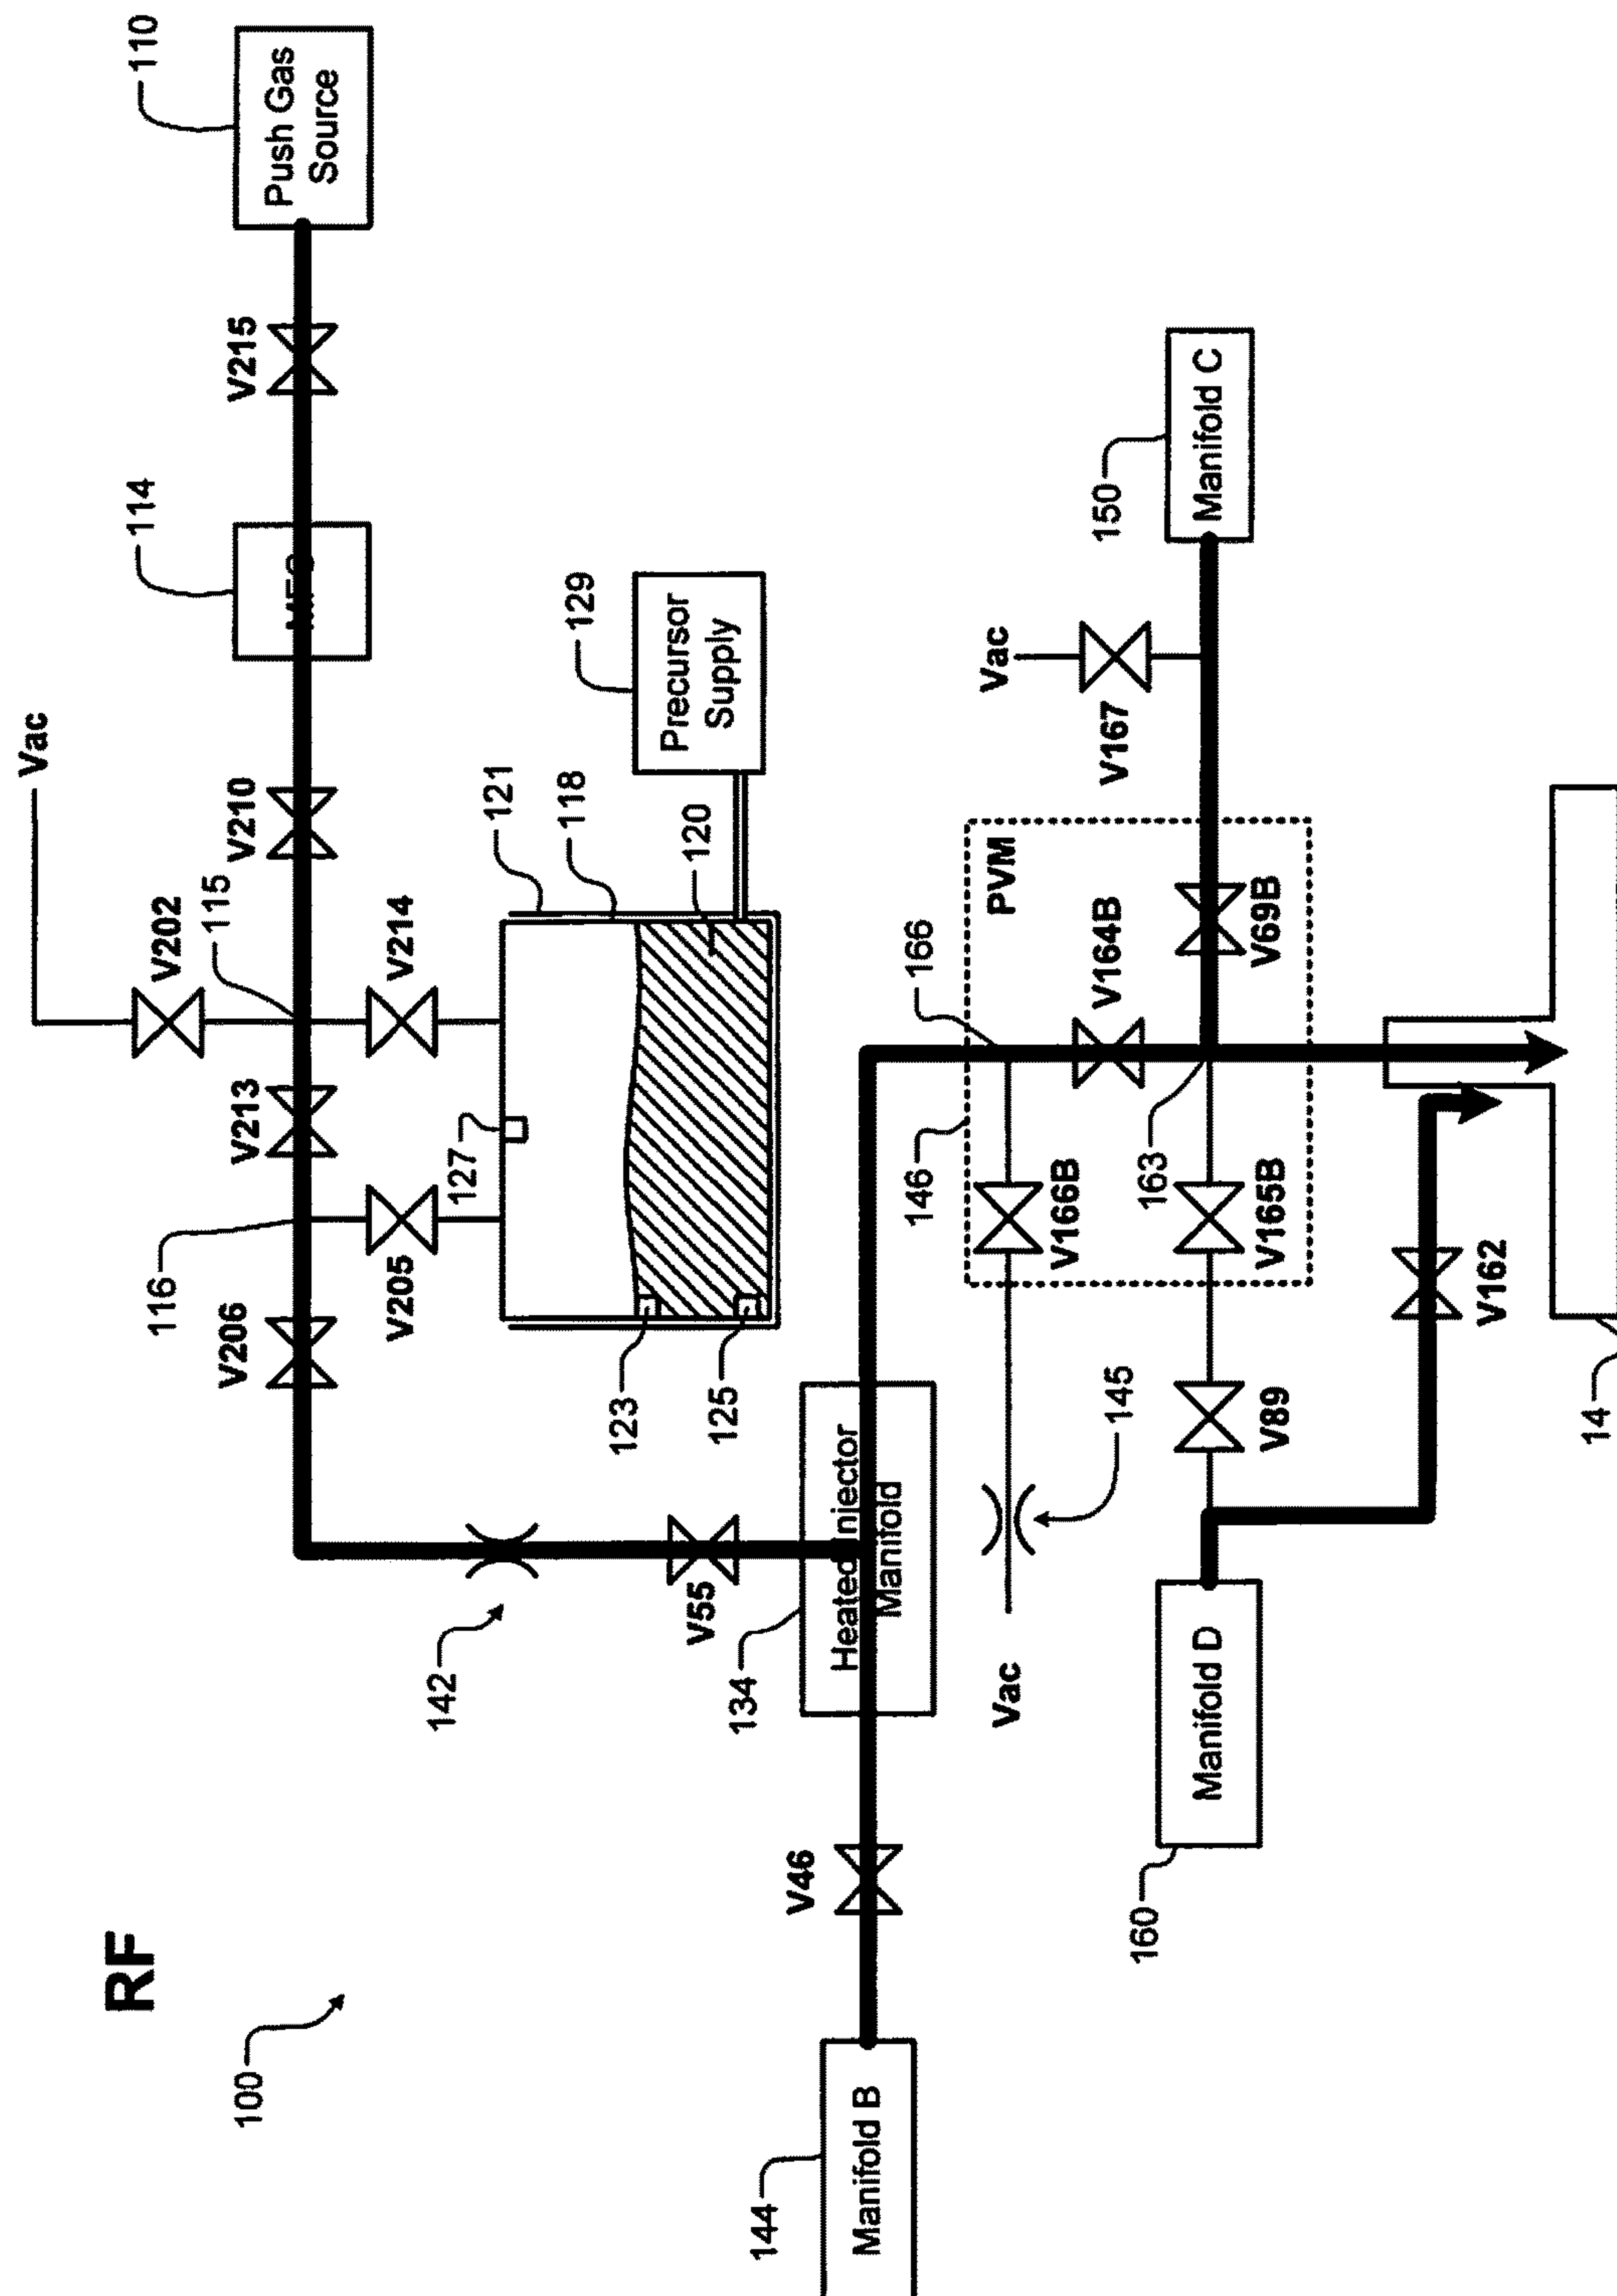 RF
100
110
Push Gas
Source
V215
114
Vac
V210
V202
115
V214
V213
116
V205
V206
127
121
118
120
129
Precursor
Supply
123
125
142
V55
134
Heated Injector
Manifold
V46
144
Manifold B
146
PVM
166
V164B
V166B
163
V165B
V69B
Vac
V167
150
Manifold C
145
Vac
V89
V162
160
Manifold D
14